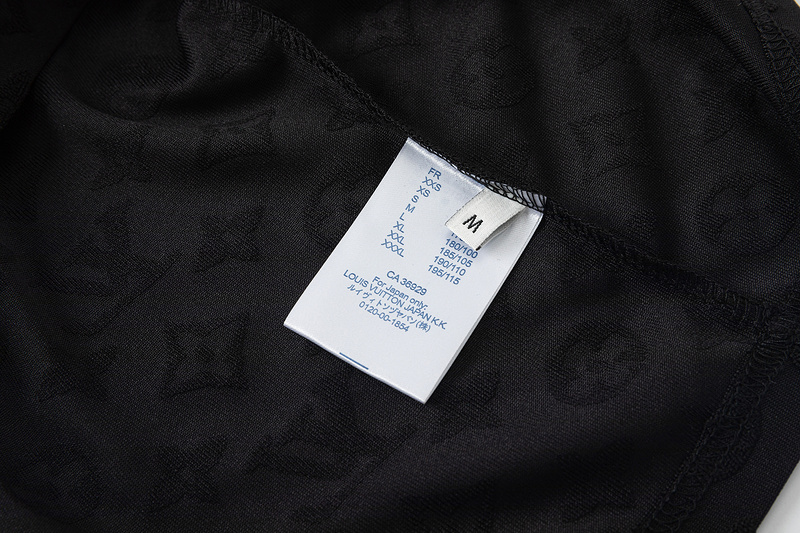 FR
XXS
XS
S
M
L
XL
XXL
XXXL
M
180/100
185/105
190/110
195/115
CA 36929
For Japan only:
LOUIS VUITTON JAPAN K.K.
ルイ ヴィトンジャパン(株)
0120-00-1854